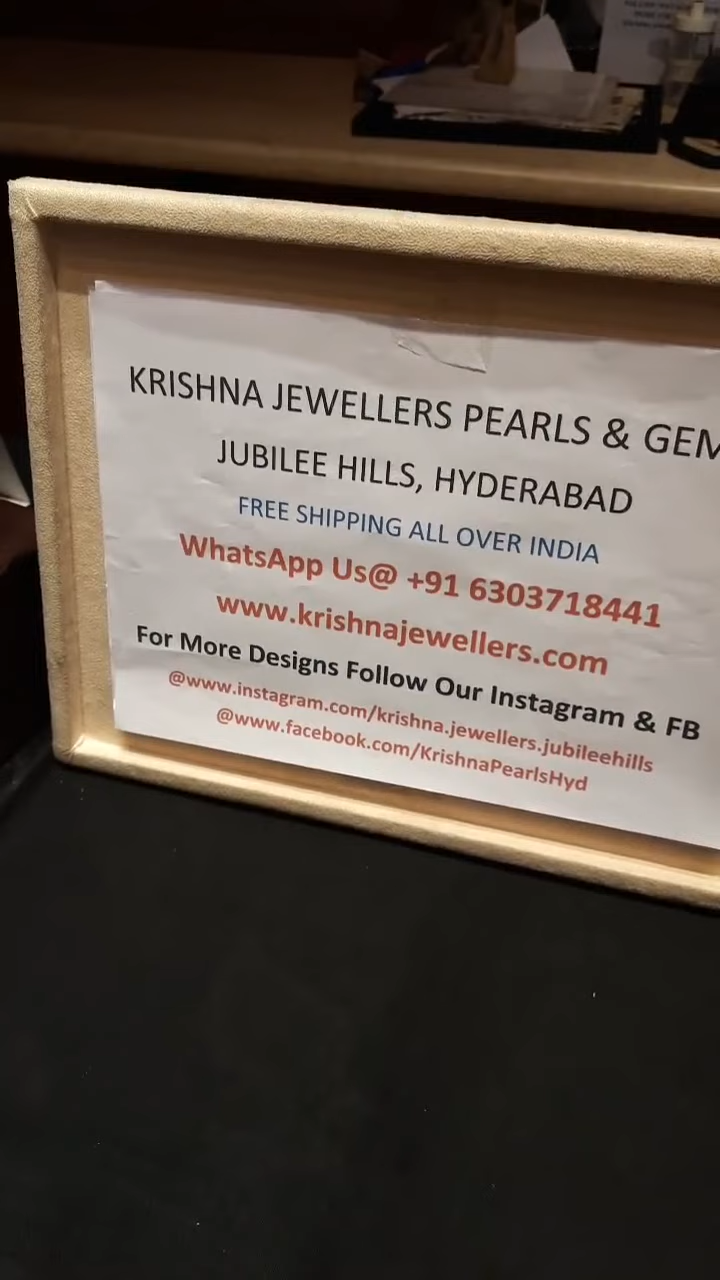 KRISHNA JEWELLERS PEARLS & GEM
JUBILEE HILLS, HYDERABAD
FREE SHIPPING ALL OVER INDIA
WhatsApp Us@ +91 6303718441
www.krishnajewellers.com
For More Designs Follow Our Instagram & FB
@www.instagram.com/krishna.jewellers.jubileehills
@www.facebook.com/KrishnaPearlsHyd